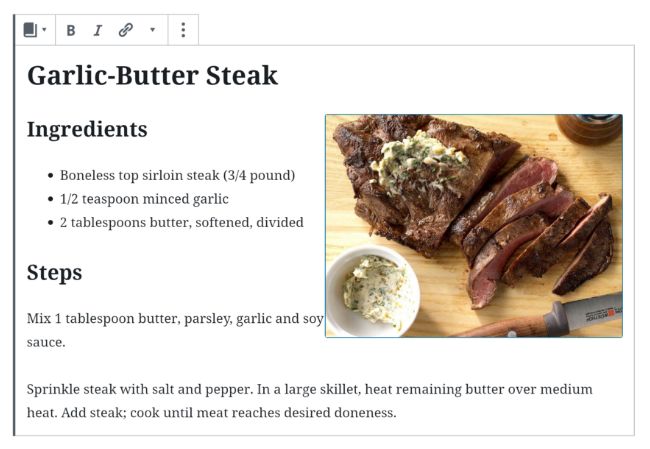 B I
Garlic-Butter Steak
Ingredients
Boneless top sirloin steak (3/4 pound)
1/2 teaspoon minced garlic
2 tablespoons butter, softened, divided
Steps
Mix 1 tablespoon butter, parsley, garlic and soy
sauce.
Sprinkle steak with salt and pepper. In a large skillet, heat remaining butter over medium
heat. Add steak; cook until meat reaches desired doneness.